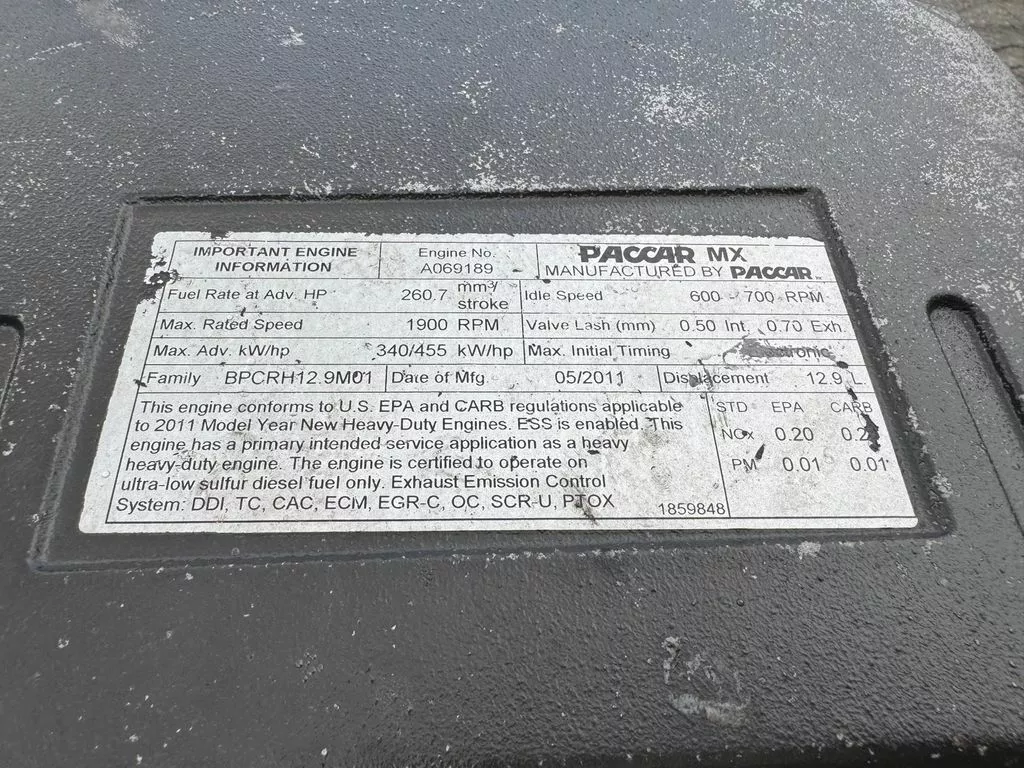 IMPORTANT ENGINE INFORMATION
Engine No. A069189
PACCAR MX
MANUFACTURED BY PACCAR
Fuel Rate at Adv. HP 260.7 mm³/ stroke
Idle Speed 600 - 700 RPM
Max. Rated Speed 1900 RPM
Valve Lash (mm) 0.50 Int. 0.70 Exh.
Max. Adv. kW/hp 340/455 kW/hp
Max. Initial Timing Electronic
Family BPCRH12.9M01
Date of Mfg. 05/2011
Displacement 12.9 L
This engine conforms to U.S. EPA and CARB regulations applicable
to 2011 Model Year New Heavy-Duty Engines. ESS is enabled. This
engine has a primary intended service application as a heavy
heavy-duty engine. The engine is certified to operate on
ultra-low sulfur diesel fuel only. Exhaust Emission Control
System: DDI, TC, CAC, ECM, EGR-C, OC, SCR-U, PTOX
1859848
STD EPA CARB
NOx 0.20
PM 0.01 0.01